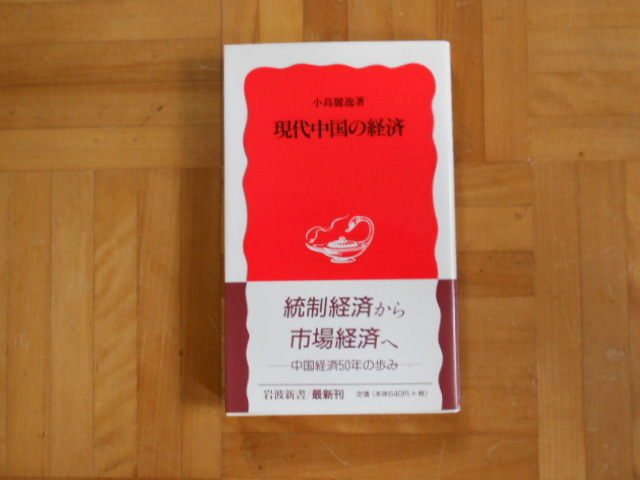 小島麗逸著
現代中国の経済
統制経済から
市場経済へ
中国経済50年の歩み
岩波新書/最新刊 定価(本体640円+税)